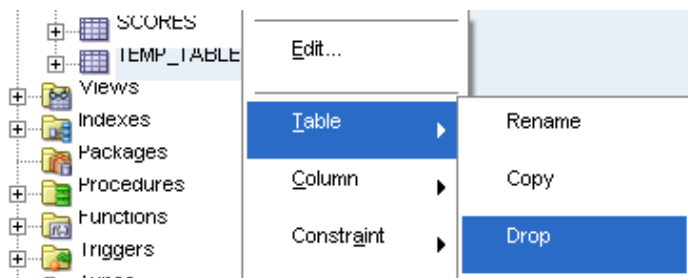 SCORES
TEMP_TABLE
Views
Indexes
Packages
Procedures
Functions
Triggers
Edit...
Table
Column
Constraint
Rename
Copy
Drop